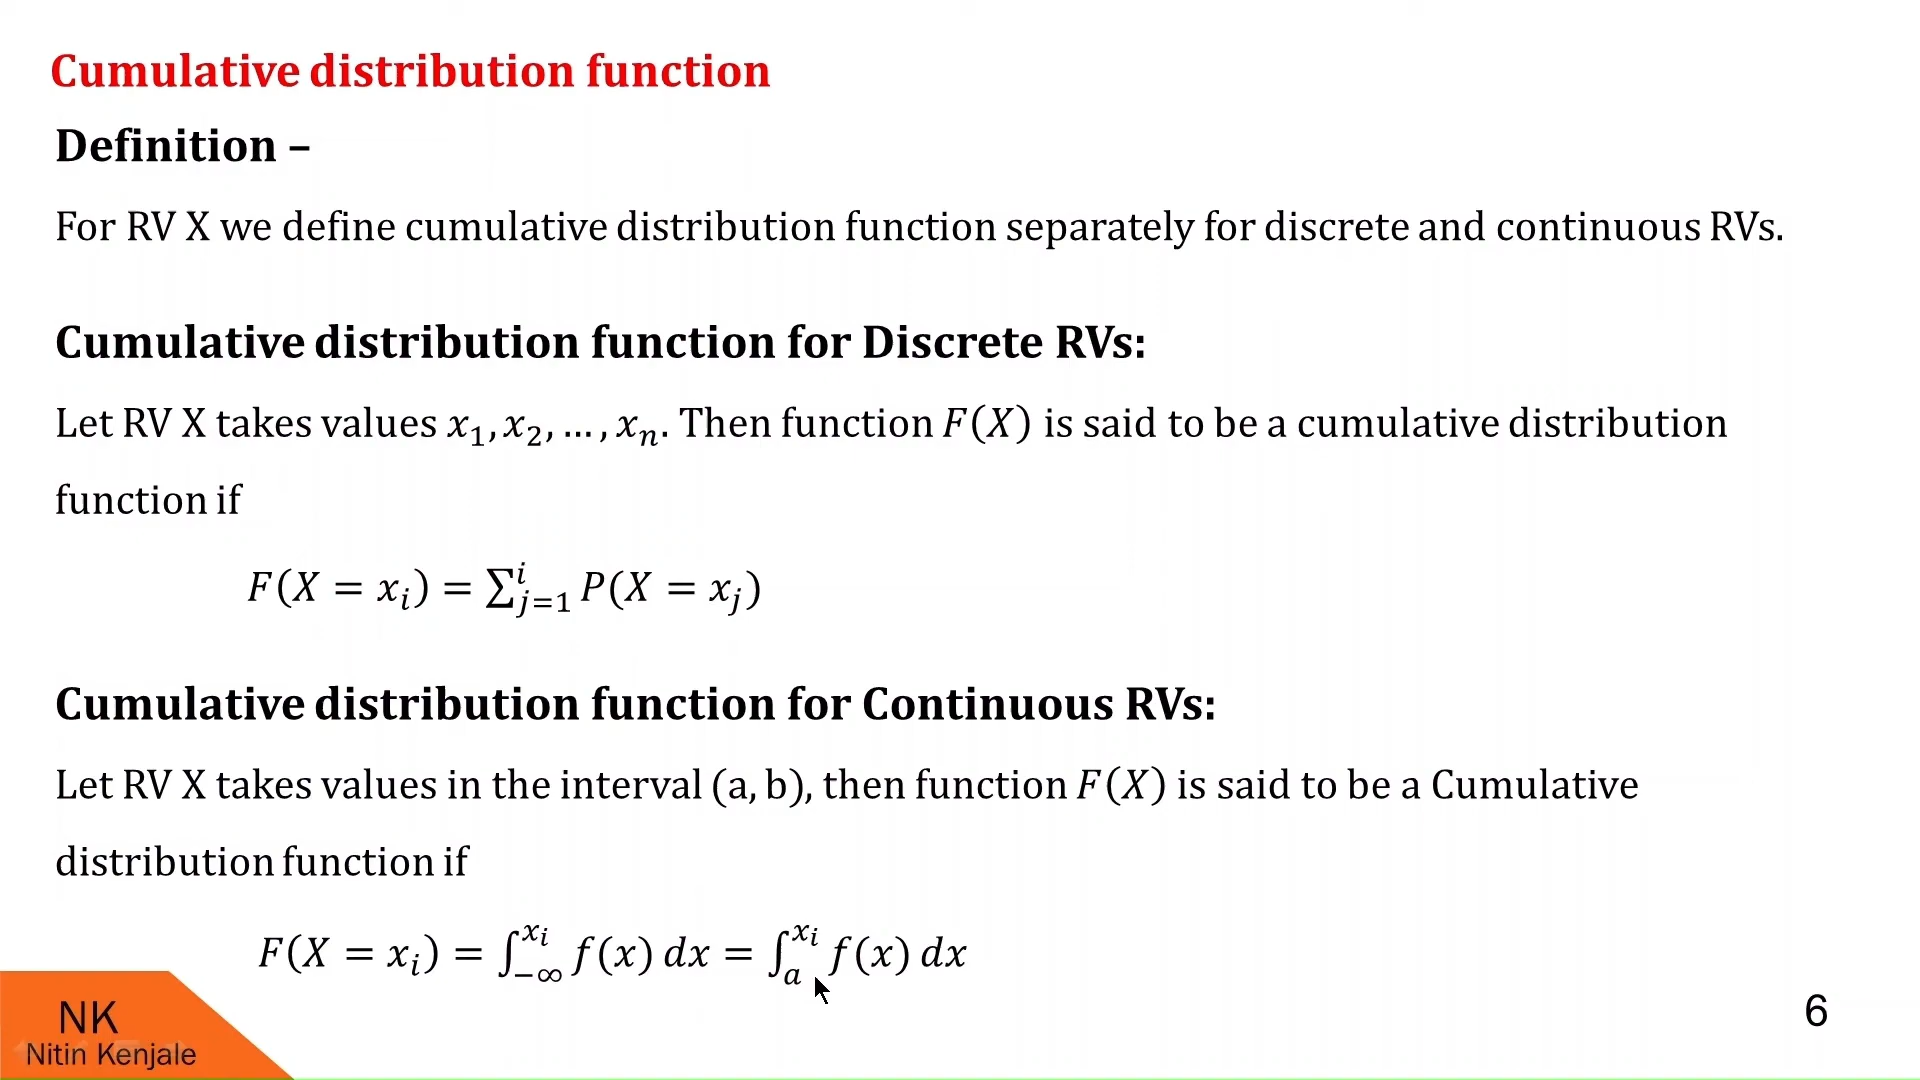 Cumulative distribution function
Definition –
For RV X we define cumulative distribution function separately for discrete and continuous RVs.
Cumulative distribution function for Discrete RVs:
Let RV X takes values x₁, x₂, … , xₙ. Then function F(X) is said to be a cumulative distribution
function if
F(X = xᵢ) = ∑ⁱⱼ₌₁ P(X = xⱼ)
Cumulative distribution function for Continuous RVs:
Let RV X takes values in the interval (a, b), then function F(X) is said to be a Cumulative
distribution function if
F(X = xᵢ) = ∫_{−∞}^{xᵢ} f(x) dx = ∫_{a}^{xᵢ} f(x) dx
NK
Nitin Kenjale
6